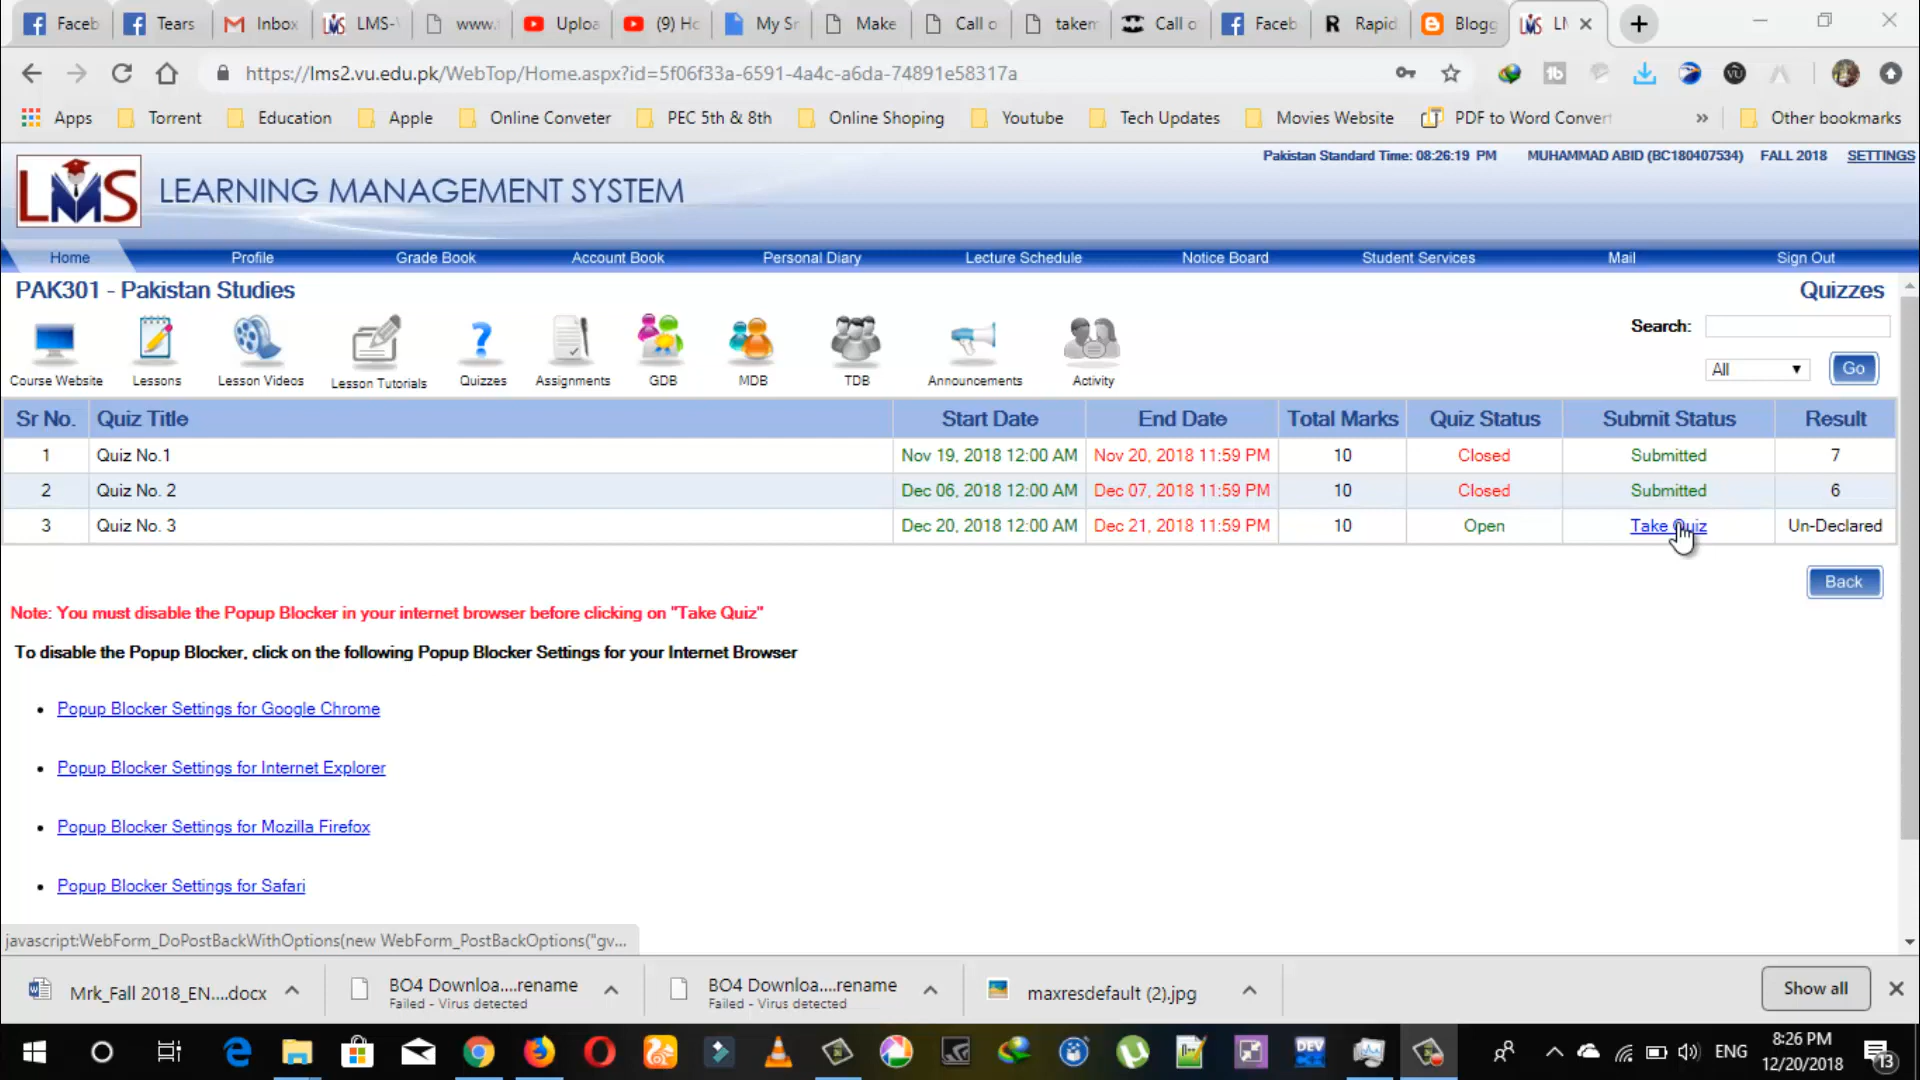 Faceb Tears Inbox LMS- www. Uploa (9) Ho My Sr Make Call o takem Call o Faceb Rapid Blogg LM
https://lms2.vu.edu.pk/WebTop/Home.aspx?id=5f06f33a-6591-4a4c-a6da-74891e58317a
Apps Torrent Education Apple Online Conveter PEC 5th & 8th Online Shoping Youtube Tech Updates Movies Website PDF to Word Convert » Other bookmarks
Pakistan Standard Time: 08:26:19 PM MUHAMMAD ABID (BC180407534) FALL 2018 SETTINGS
LMS LEARNING MANAGEMENT SYSTEM
Home Profile Grade Book Account Book Personal Diary Lecture Schedule Notice Board Student Services Mail Sign Out
PAK301 - Pakistan Studies Quizzes
Search:
Course Website Lessons Lesson Videos Lesson Tutorials Quizzes Assignments GDB MDB TDB Announcements Activity
All Go
Sr No. Quiz Title Start Date End Date Total Marks Quiz Status Submit Status Result
1 Quiz No.1 Nov 19, 2018 12:00 AM Nov 20, 2018 11:59 PM 10 Closed Submitted 7
2 Quiz No. 2 Dec 06, 2018 12:00 AM Dec 07, 2018 11:59 PM 10 Closed Submitted 6
3 Quiz No. 3 Dec 20, 2018 12:00 AM Dec 21, 2018 11:59 PM 10 Open Take Quiz Un-Declared
Back
Note: You must disable the Popup Blocker in your internet browser before clicking on "Take Quiz"
To disable the Popup Blocker, click on the following Popup Blocker Settings for your Internet Browser
• Popup Blocker Settings for Google Chrome
• Popup Blocker Settings for Internet Explorer
• Popup Blocker Settings for Mozilla Firefox
• Popup Blocker Settings for Safari
javascript:WebForm_DoPostBackWithOptions(new WebForm_PostBackOptions("gv...
Mrk_Fall 2018_EN....docx BO4 Downloa....rename BO4 Downloa....rename maxresdefault (2).jpg Show all
Failed - Virus detected Failed - Virus detected
DEV ENG 8:26 PM
12/20/2018 13